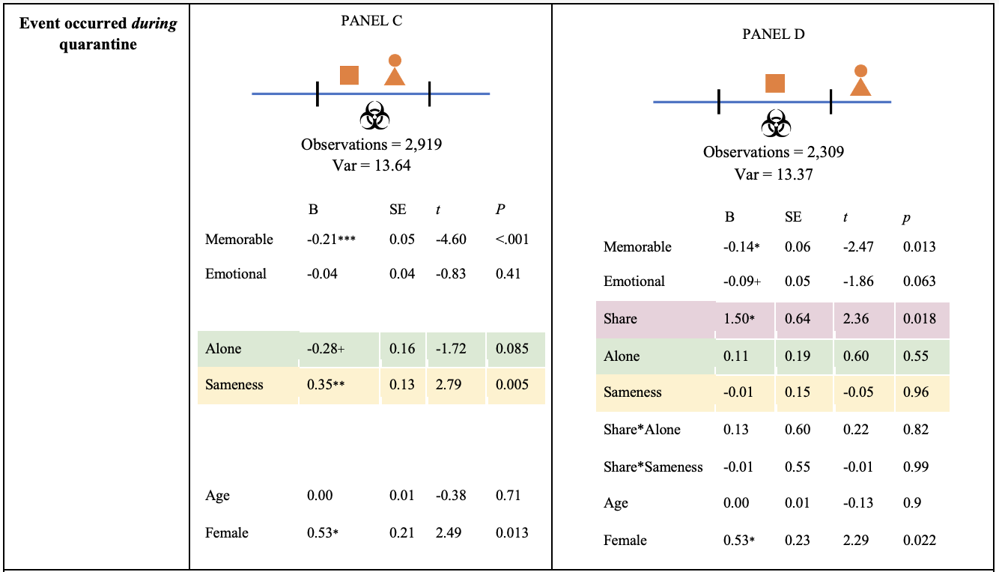 Event occurred during
quarantine
PANEL C
Observations = 2,919
Var = 13.64
B SE t P
Memorable -0.21*** 0.05 -4.60 <.001
Emotional -0.04 0.04 -0.83 0.41
Alone -0.28+ 0.16 -1.72 0.085
Sameness 0.35** 0.13 2.79 0.005
Age 0.00 0.01 -0.38 0.71
Female 0.53* 0.21 2.49 0.013
PANEL D
Observations = 2,309
Var = 13.37
B SE t p
Memorable -0.14* 0.06 -2.47 0.013
Emotional -0.09+ 0.05 -1.86 0.063
Share 1.50* 0.64 2.36 0.018
Alone 0.11 0.19 0.60 0.55
Sameness -0.01 0.15 -0.05 0.96
Share*Alone 0.13 0.60 0.22 0.82
Share*Sameness -0.01 0.55 -0.01 0.99
Age 0.00 0.01 -0.13 0.9
Female 0.53* 0.23 2.29 0.022